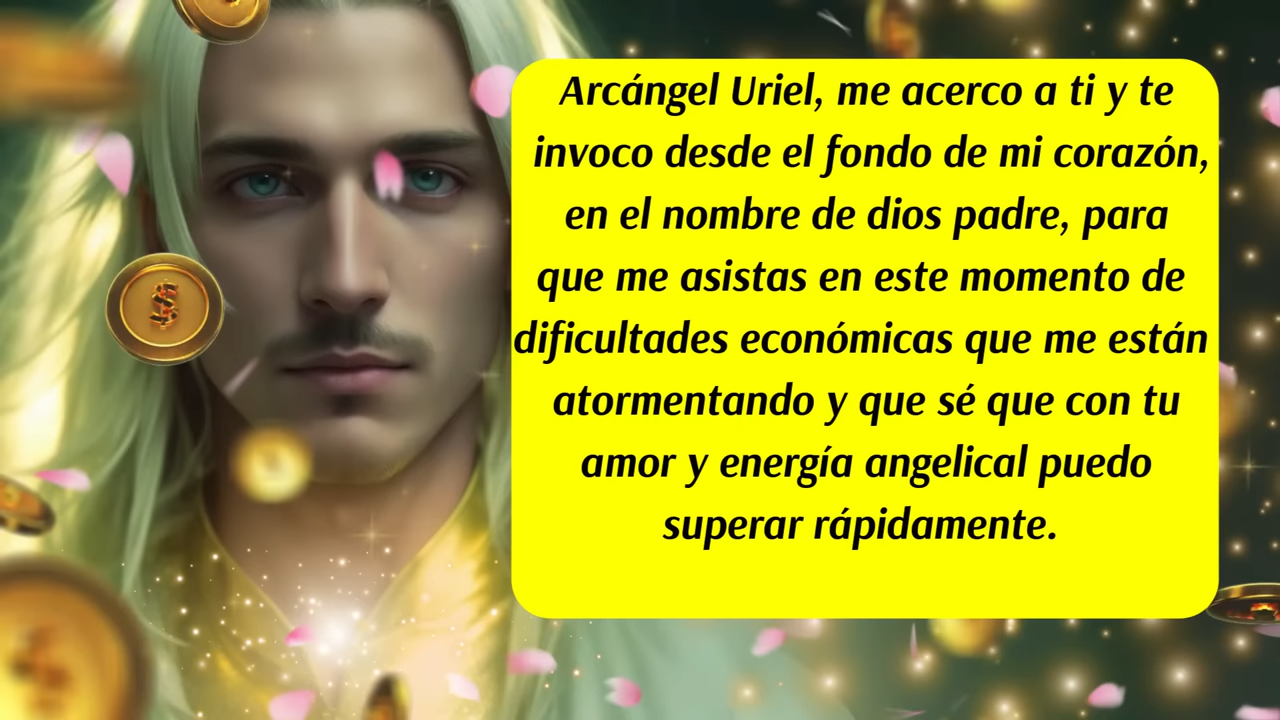 Arcángel Uriel, me acerco a ti y te
invoco desde el fondo de mi corazón,
en el nombre de dios padre, para
que me asistas en este momento de
dificultades económicas que me están
atormentando y que sé que con tu
amor y energía angelical puedo
superar rápidamente.
$